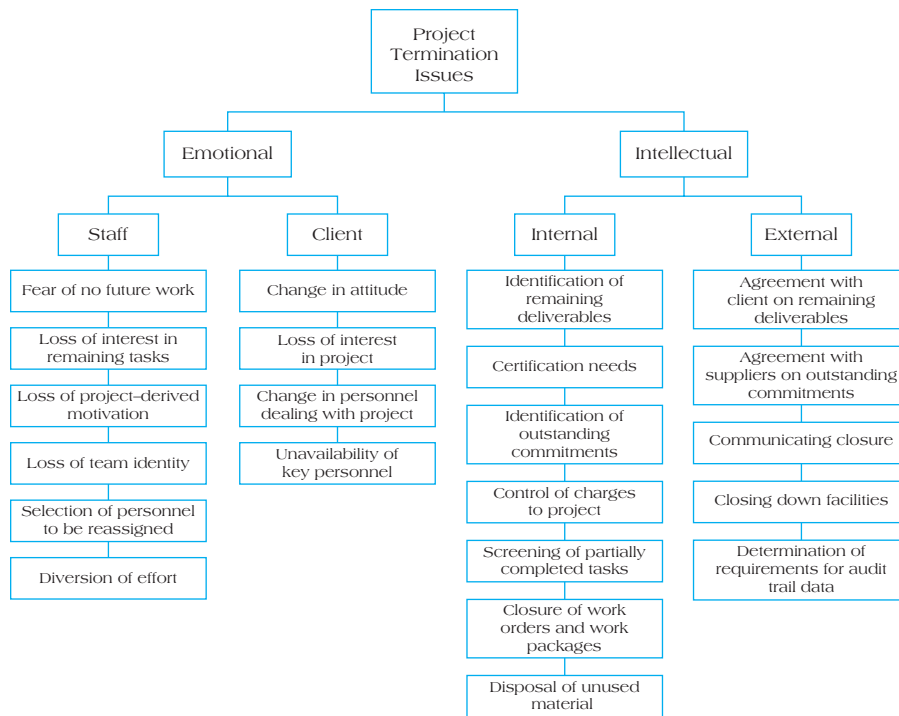 Project
Termination
Issues
Emotional
Intellectual
Staff
Client
Internal
External
Fear of no future work
Loss of interest in
remaining tasks
Loss of project–derived
motivation
Loss of team identity
Selection of personnel
to be reassigned
Diversion of effort
Change in attitude
Loss of interest
in project
Change in personnel
dealing with project
Unavailability of
key personnel
Identification of
remaining
deliverables
Certification needs
Identification of
outstanding
commitments
Control of charges
to project
Screening of partially
completed tasks
Closure of work
orders and work
packages
Disposal of unused
material
Agreement with
client on remaining
deliverables
Agreement with
suppliers on outstanding
commitments
Communicating closure
Closing down facilities
Determination of
requirements for audit
trail data